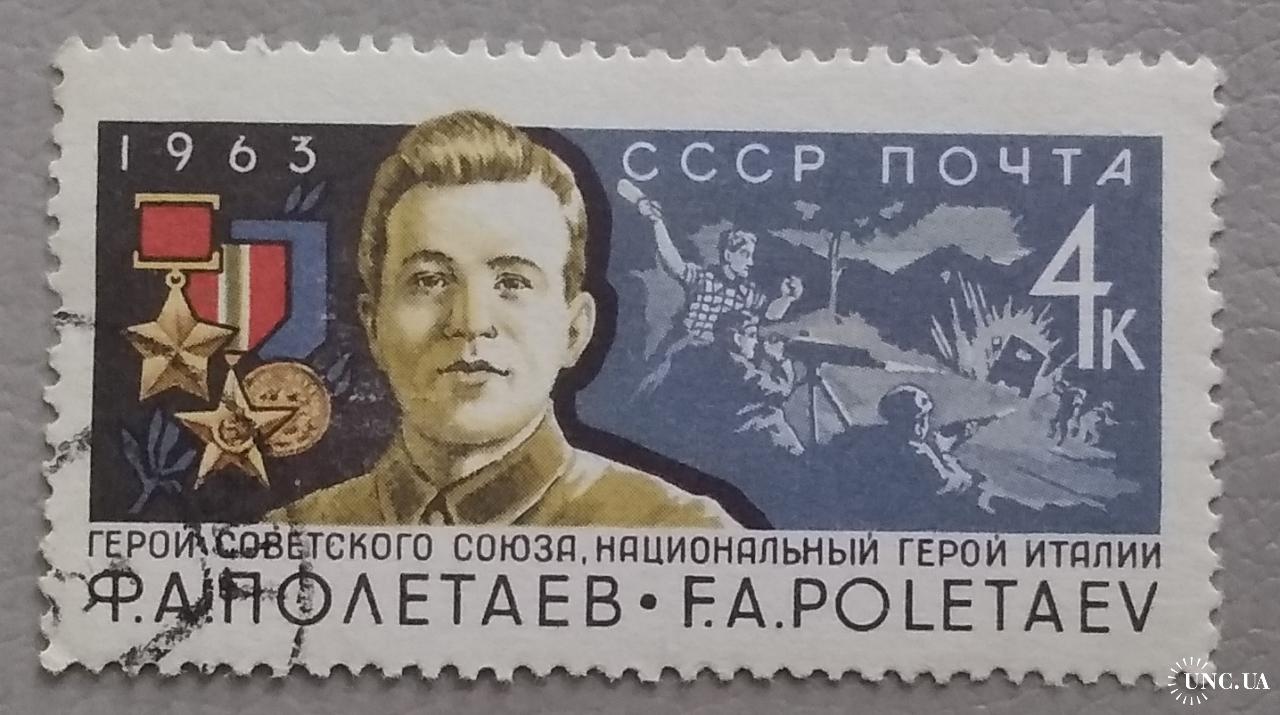 1963
СССР ПОЧТА
4К
ГЕРОЙ СОВЕТСКОГО СОЮЗА, НАЦИОНАЛЬНЫЙ ГЕРОЙ ИТАЛИИ
Ф.А.ПОЛЕТАЕВ • F.A.POLETAEV
UNC.UA